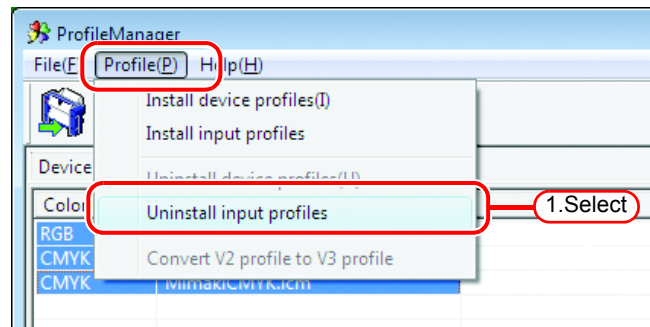 ProfileManager
File(F) Profile(P) Help(H)
Install device profiles(I)
Install input profiles
Device
Uninstall device profiles(U)
Color
Uninstall input profiles
1.Select
RGB
CMYK
Convert V2 profile to V3 profile
CMYK MimakiCMYK.icm